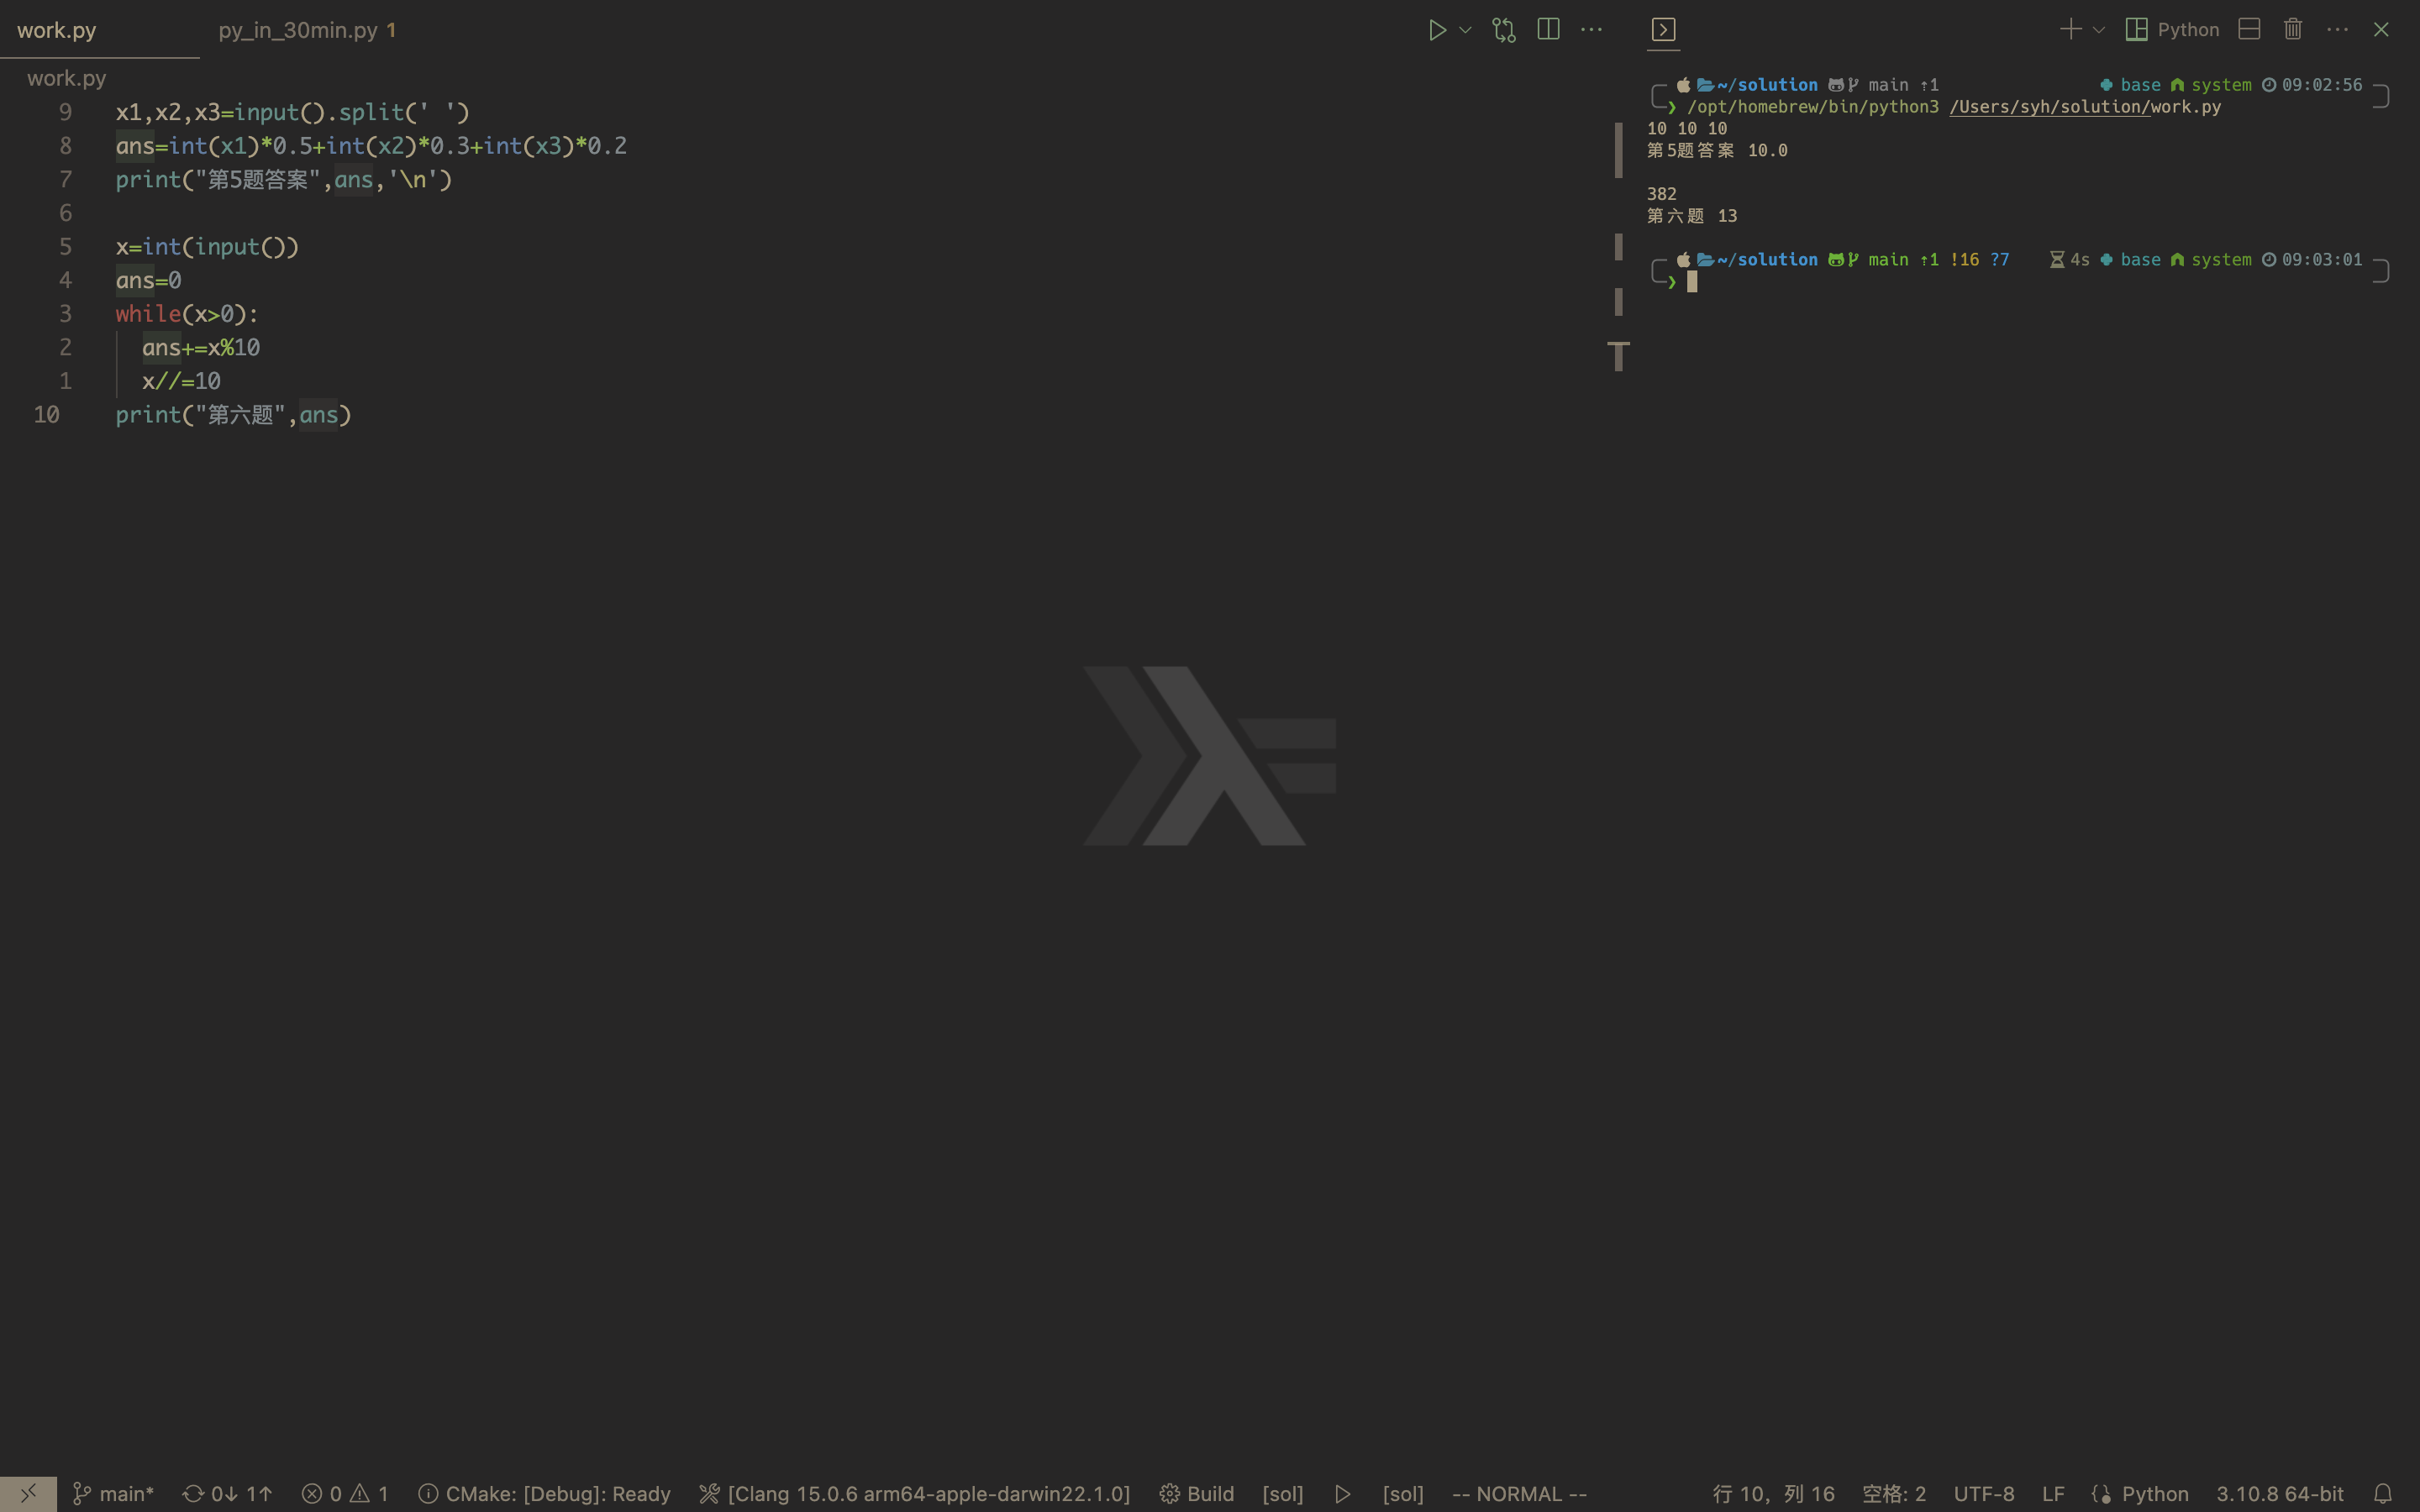 work.py
py_in_30min.py 1
work.py
9 x1,x2,x3=input().split(' ')
8 ans=int(x1)*0.5+int(x2)*0.3+int(x3)*0.2
7 print("第5题答案",ans,'\n')
6
5 x=int(input())
4 ans=0
3 while(x>0):
2 ans+=x%10
1 x//=10
10 print("第六题",ans)
Python
~/solution main ⇡1 base system 09:02:56
❯ /opt/homebrew/bin/python3 /Users/syh/solution/work.py
10 10 10
第5题答案 10.0
382
第六题 13
~/solution main ⇡1 !16 ?7 4s base system 09:03:01
❯
main* 0↓ 1↑ 0 1 CMake: [Debug]: Ready [Clang 15.0.6 arm64-apple-darwin22.1.0] Build [sol] [sol] -- NORMAL -- 行 10，列 16 空格: 2 UTF-8 LF Python 3.10.8 64-bit